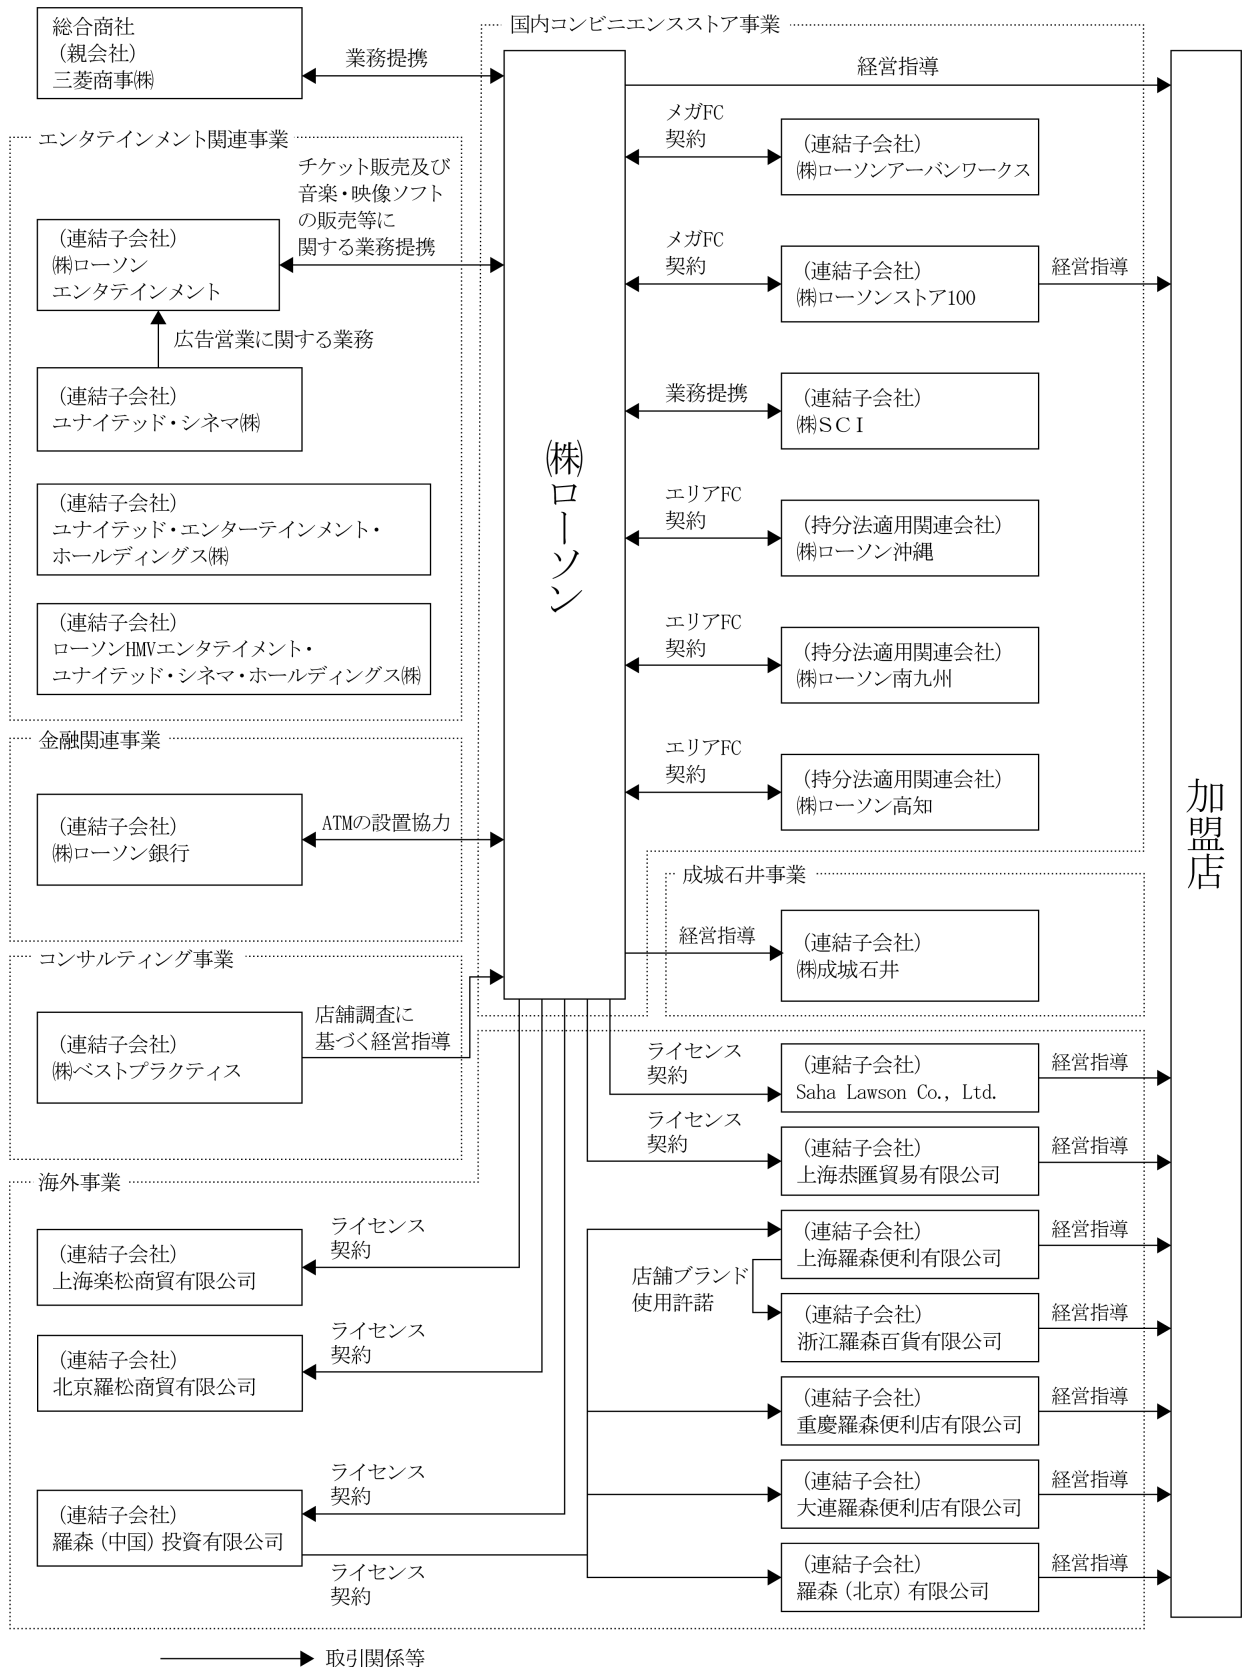 総合商社
（親会社）
三菱商事㈱
業務提携
エンタテインメント関連事業
チケット販売及び
音楽・映像ソフト
の販売等に
関する業務提携
（連結子会社）
㈱ローソン
エンタテインメント
広告営業に関する業務
（連結子会社）
ユナイテッド・シネマ㈱
（連結子会社）
ユナイテッド・エンターテインメント・
ホールディングス㈱
（連結子会社）
ローソンHMVエンタテイメント・
ユナイテッド・シネマ・ホールディングス㈱
金融関連事業
（連結子会社）
㈱ローソン銀行
ATMの設置協力
コンサルティング事業
（連結子会社）
㈱ベストプラクティス
店舗調査に
基づく経営指導
㈱ローソン
国内コンビニエンスストア事業
経営指導
メガFC
契約
（連結子会社）
㈱ローソンアーバンワークス
メガFC
契約
（連結子会社）
㈱ローソンストア100
経営指導
業務提携
（連結子会社）
㈱ＳＣＩ
エリアFC
契約
（持分法適用関連会社）
㈱ローソン沖縄
エリアFC
契約
（持分法適用関連会社）
㈱ローソン南九州
エリアFC
契約
（持分法適用関連会社）
㈱ローソン高知
成城石井事業
経営指導
（連結子会社）
㈱成城石井
加盟店
海外事業
ライセンス
契約
（連結子会社）
上海楽松商貿有限公司
ライセンス
契約
（連結子会社）
北京羅松商貿有限公司
ライセンス
契約
（連結子会社）
羅森（中国）投資有限公司
ライセンス
契約
ライセンス
契約
（連結子会社）
Saha Lawson Co., Ltd.
経営指導
ライセンス
契約
（連結子会社）
上海恭匯貿易有限公司
経営指導
（連結子会社）
上海羅森便利有限公司
経営指導
店舗ブランド
使用許諾
（連結子会社）
浙江羅森百貨有限公司
経営指導
（連結子会社）
重慶羅森便利店有限公司
経営指導
（連結子会社）
大連羅森便利店有限公司
経営指導
（連結子会社）
羅森（北京）有限公司
経営指導
取引関係等